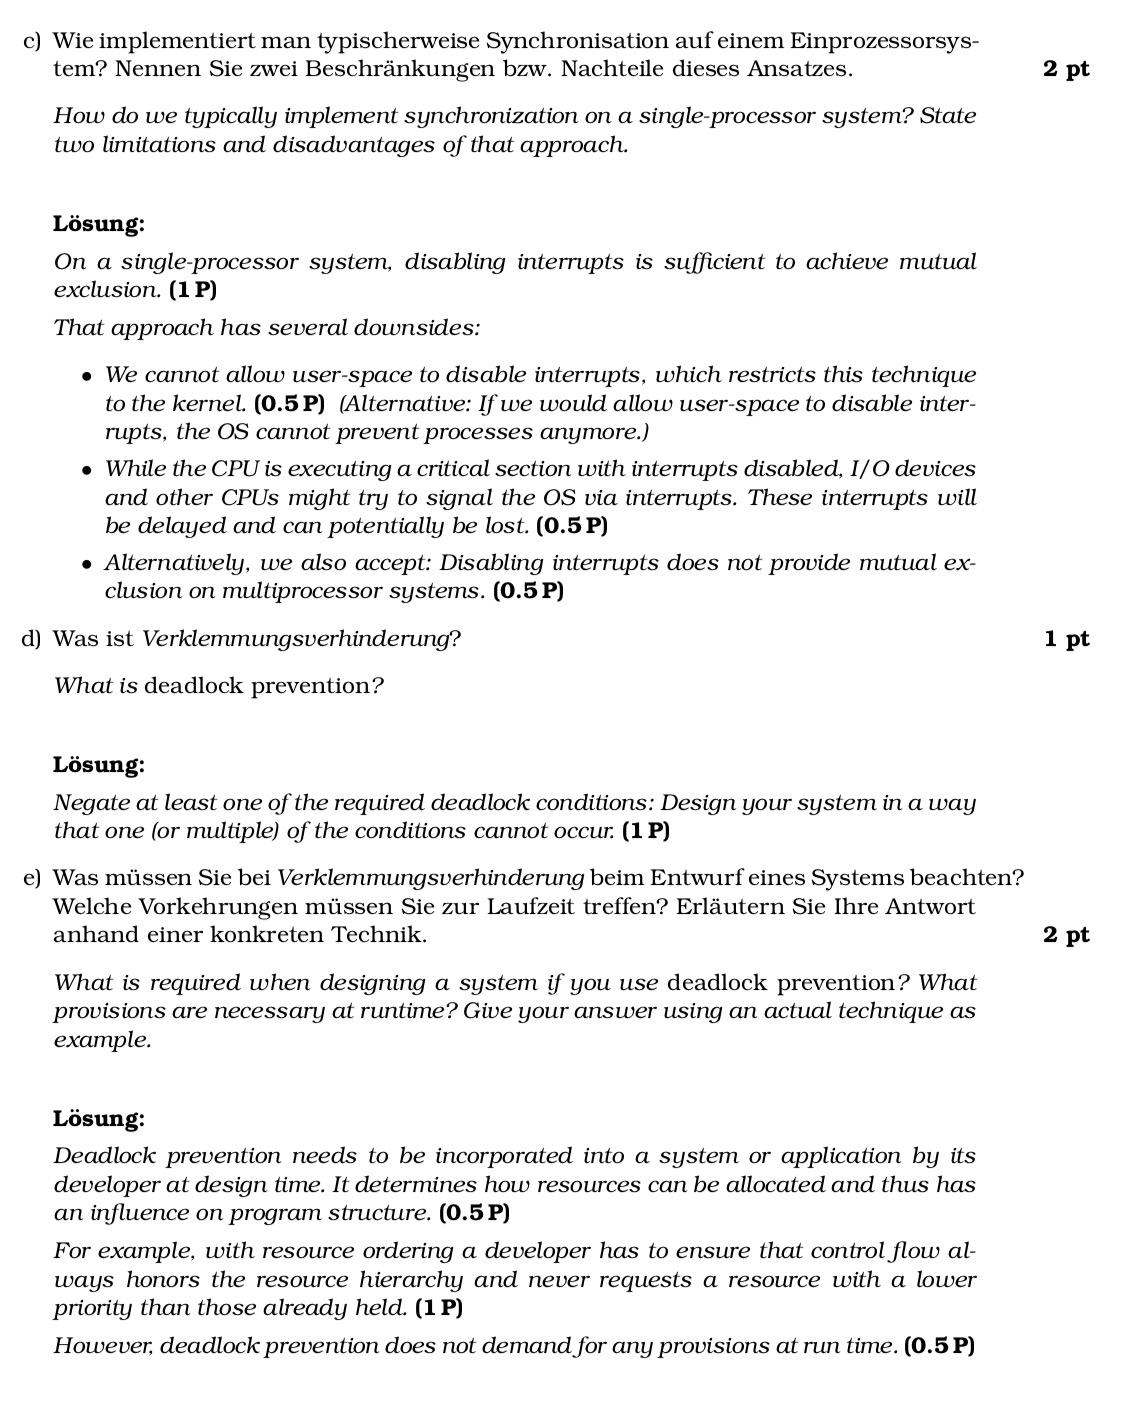 c) Wie implementiert man typischerweise Synchronisation auf einem Einprozessorsys-
tem? Nennen Sie zwei Beschränkungen bzw. Nachteile dieses Ansatzes. 2 pt
How do we typically implement synchronization on a single-processor system? State
two limitations and disadvantages of that approach.
Lösung:
On a single-processor system, disabling interrupts is sufficient to achieve mutual
exclusion. (1 P)
That approach has several downsides:
• We cannot allow user-space to disable interrupts, which restricts this technique
to the kernel. (0.5 P) (Alternative: If we would allow user-space to disable inter-
rupts, the OS cannot prevent processes anymore.)
• While the CPU is executing a critical section with interrupts disabled, I/O devices
and other CPUs might try to signal the OS via interrupts. These interrupts will
be delayed and can potentially be lost. (0.5 P)
• Alternatively, we also accept: Disabling interrupts does not provide mutual ex-
clusion on multiprocessor systems. (0.5 P)
d) Was ist Verklemmungsverhinderung? 1 pt
What is deadlock prevention?
Lösung:
Negate at least one of the required deadlock conditions: Design your system in a way
that one (or multiple) of the conditions cannot occur. (1 P)
e) Was müssen Sie bei Verklemmungsverhinderung beim Entwurf eines Systems beachten?
Welche Vorkehrungen müssen Sie zur Laufzeit treffen? Erläutern Sie Ihre Antwort
anhand einer konkreten Technik. 2 pt
What is required when designing a system if you use deadlock prevention? What
provisions are necessary at runtime? Give your answer using an actual technique as
example.
Lösung:
Deadlock prevention needs to be incorporated into a system or application by its
developer at design time. It determines how resources can be allocated and thus has
an influence on program structure. (0.5 P)
For example, with resource ordering a developer has to ensure that control flow al-
ways honors the resource hierarchy and never requests a resource with a lower
priority than those already held. (1 P)
However, deadlock prevention does not demand for any provisions at run time. (0.5 P)